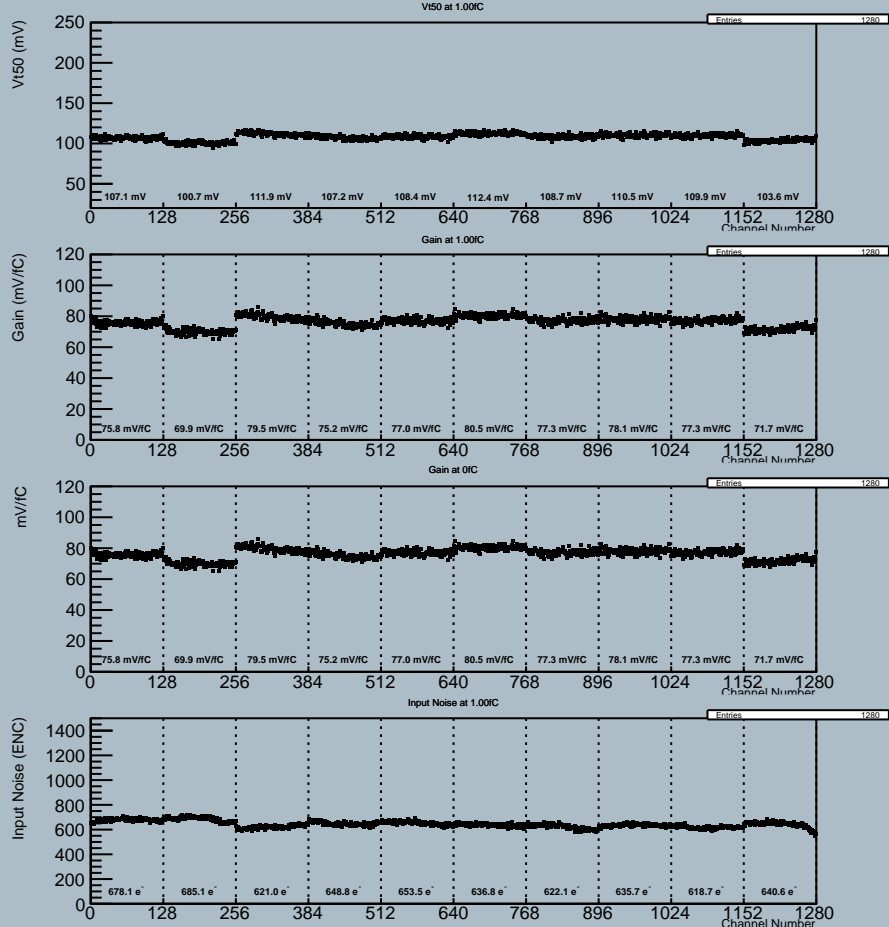 Vt50 at 1.00fC
Entries 1280
Vt50 (mV)
250
200
150
100
50
107.1 mV 100.7 mV 111.9 mV 107.2 mV 108.4 mV 112.4 mV 108.7 mV 110.5 mV 109.9 mV 103.6 mV
0 128 256 384 512 640 768 896 1024 1152 1280
Channel Number
Gain at 1.00fC
Entries 1280
Gain (mV/fC)
120
100
80
60
40
20
0
75.8 mV/fC 69.9 mV/fC 79.5 mV/fC 75.2 mV/fC 77.0 mV/fC 80.5 mV/fC 77.3 mV/fC 78.1 mV/fC 77.3 mV/fC 71.7 mV/fC
0 128 256 384 512 640 768 896 1024 1152 1280
Channel Number
Gain at 0fC
Entries 1280
mV/fC
120
100
80
60
40
20
0
75.8 mV/fC 69.9 mV/fC 79.5 mV/fC 75.2 mV/fC 77.0 mV/fC 80.5 mV/fC 77.3 mV/fC 78.1 mV/fC 77.3 mV/fC 71.7 mV/fC
0 128 256 384 512 640 768 896 1024 1152 1280
Channel Number
Input Noise at 1.00fC
Entries 1280
Input Noise (ENC)
1400
1200
1000
800
600
400
200
0
678.1 e⁻ 685.1 e⁻ 621.0 e⁻ 648.8 e⁻ 653.5 e⁻ 636.8 e⁻ 622.1 e⁻ 635.7 e⁻ 618.7 e⁻ 640.6 e⁻
0 128 256 384 512 640 768 896 1024 1152 1280
Channel Number